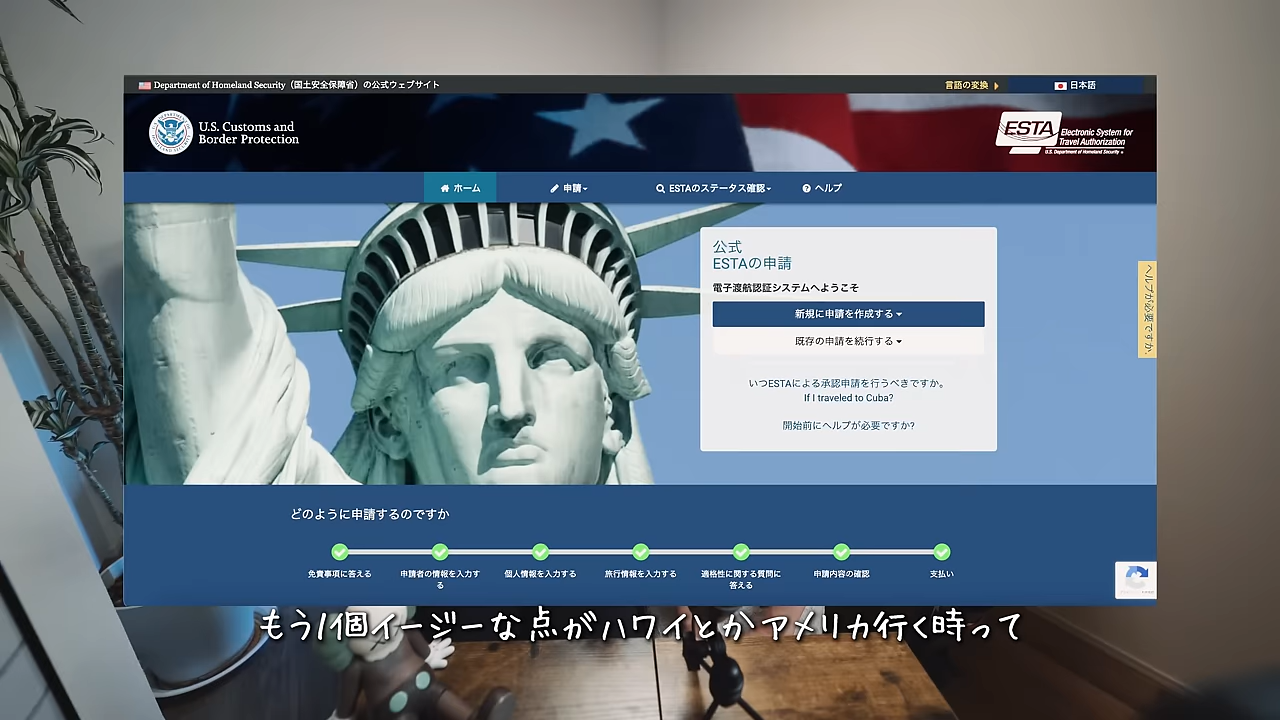 Department of Homeland Security（国土安全保障省）の公式ウェブサイト
言語の変換
日本語
U.S. Customs and
Border Protection
ESTA
Electronic System for
Travel Authorization
U.S. Department of Homeland Security
ホーム
申請
ESTAのステータス確認
ヘルプ
公式
ESTAの申請
電子渡航認証システムへようこそ
新規に申請を作成する
既存の申請を続行する
いつESTAによる承認申請を行うべきですか。
If I traveled to Cuba?
開始前にヘルプが必要ですか?
ヘルプが必要ですか.
どのように申請するのですか
免責事項に答える
申請者の情報を入力す
る
個人情報を入力する
旅行情報を入力する
適格性に関する質問に
答える
申請内容の確認
支払い
もう1個イージーな点がハワイとかアメリカ行く時って